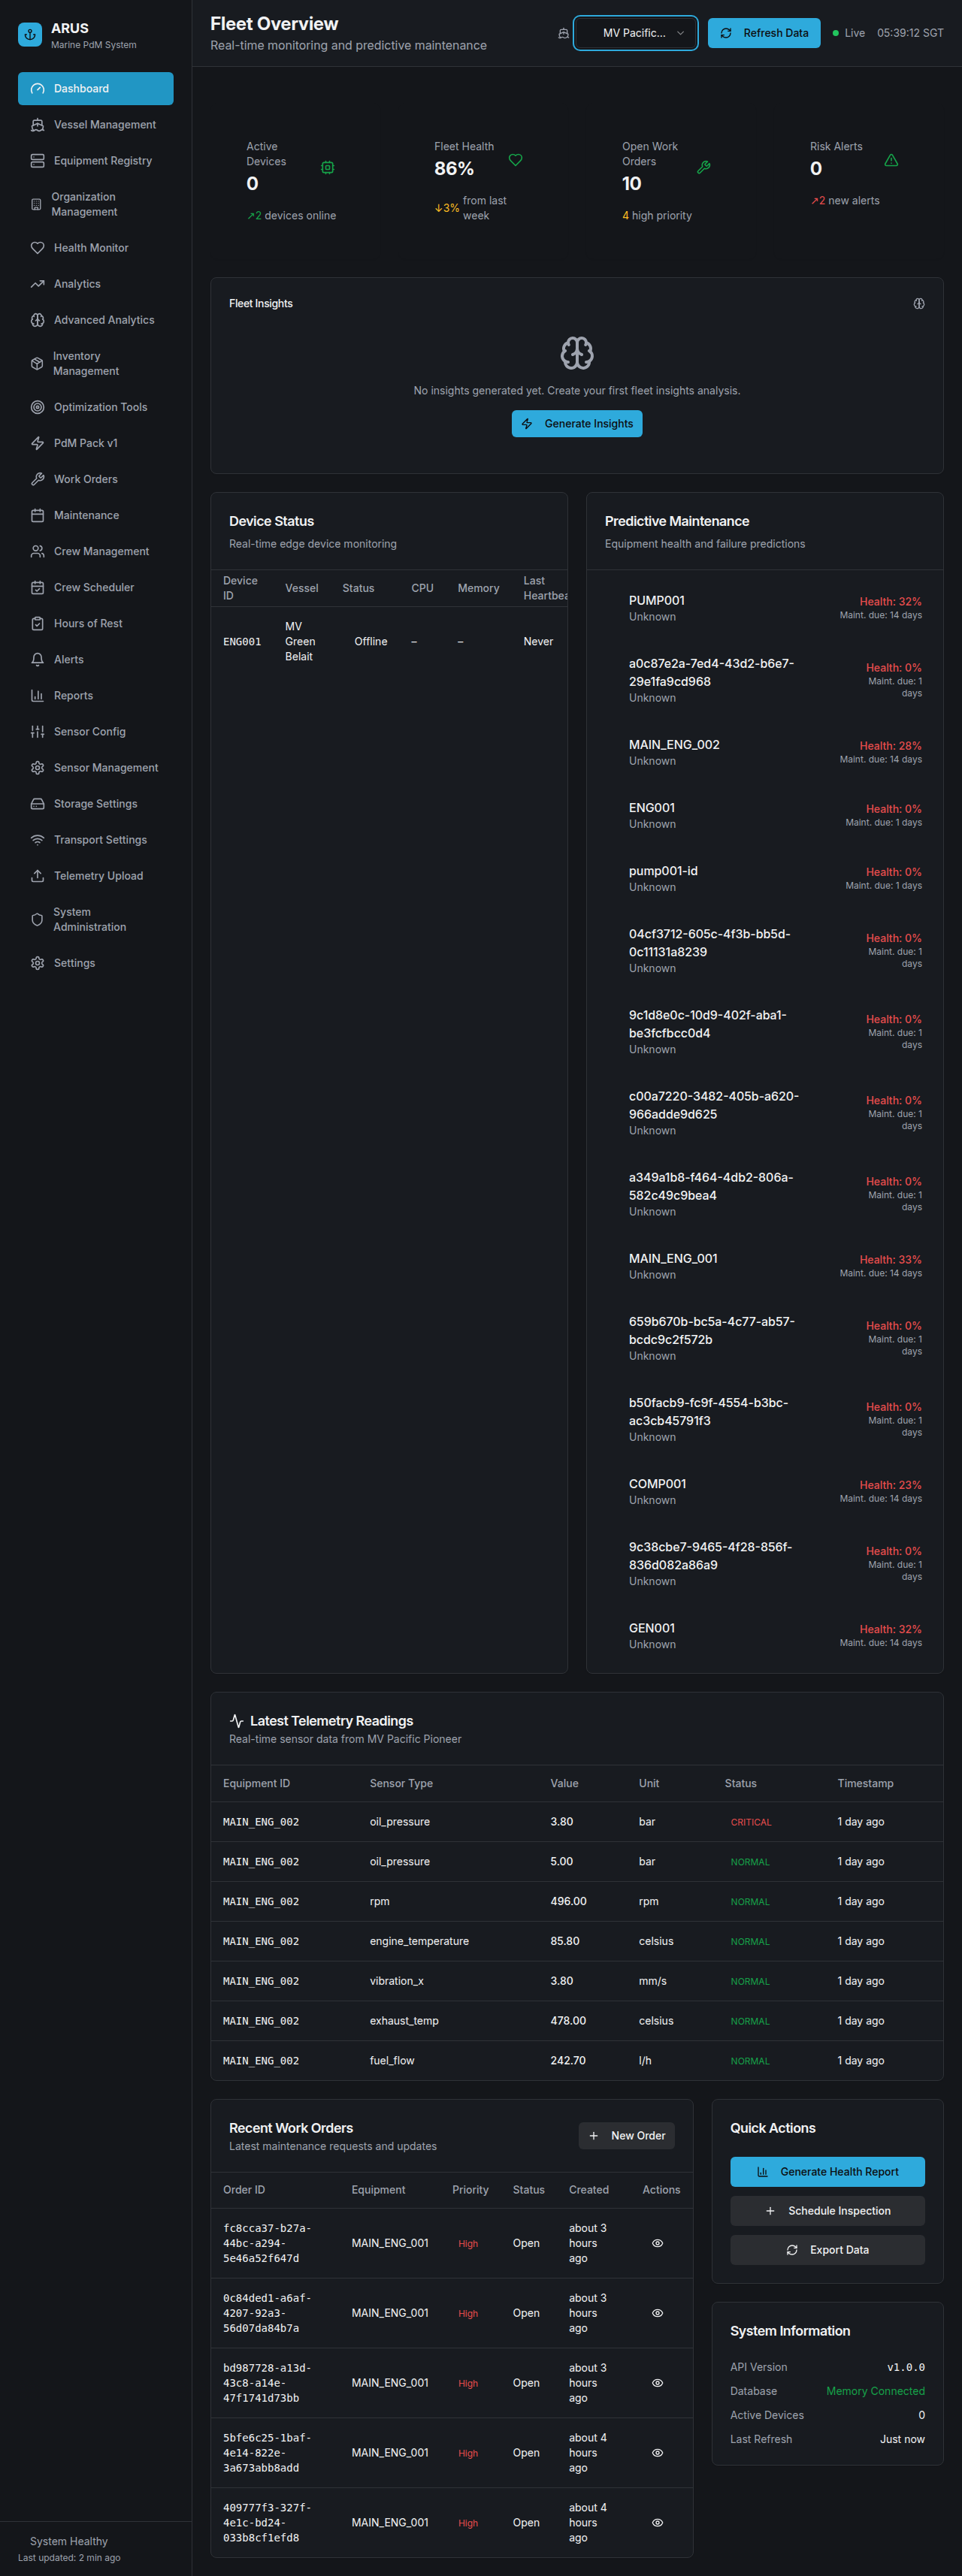 ARUS
Marine PdM System
Dashboard
Vessel Management
Equipment Registry
Organization
Management
Health Monitor
Analytics
Advanced Analytics
Inventory
Management
Optimization Tools
PdM Pack v1
Work Orders
Maintenance
Crew Management
Crew Scheduler
Hours of Rest
Alerts
Reports
Sensor Config
Sensor Management
Storage Settings
Transport Settings
Telemetry Upload
System
Administration
Settings
System Healthy
Last updated: 2 min ago
Fleet Overview
Real-time monitoring and predictive maintenance
MV Pacific...
Refresh Data
Live
05:39:12 SGT
Active
Devices
0
↗2 devices online
Fleet Health
86%
↓3% from last
week
Open Work
Orders
10
4 high priority
Risk Alerts
0
↗2 new alerts
Fleet Insights
No insights generated yet. Create your first fleet insights analysis.
Generate Insights
Device Status
Real-time edge device monitoring
Device
ID
Vessel
Status
CPU
Memory
Last
Heartbea
ENG001
MV
Green
Belait
Offline
–
–
Never
Predictive Maintenance
Equipment health and failure predictions
PUMP001
Unknown
Health: 32%
Maint. due: 14 days
a0c87e2a-7ed4-43d2-b6e7-
29e1fa9cd968
Unknown
Health: 0%
Maint. due: 1
days
MAIN_ENG_002
Unknown
Health: 28%
Maint. due: 14 days
ENG001
Unknown
Health: 0%
Maint. due: 1 days
pump001-id
Unknown
Health: 0%
Maint. due: 1 days
04cf3712-605c-4f3b-bb5d-
0c11131a8239
Unknown
Health: 0%
Maint. due: 1
days
9c1d8e0c-10d9-402f-aba1-
be3fcfbcc0d4
Unknown
Health: 0%
Maint. due: 1
days
c00a7220-3482-405b-a620-
966adde9d625
Unknown
Health: 0%
Maint. due: 1
days
a349a1b8-f464-4db2-806a-
582c49c9bea4
Unknown
Health: 0%
Maint. due: 1
days
MAIN_ENG_001
Unknown
Health: 33%
Maint. due: 14 days
659b670b-bc5a-4c77-ab57-
bcdc9c2f572b
Unknown
Health: 0%
Maint. due: 1
days
b50facb9-fc9f-4554-b3bc-
ac3cb45791f3
Unknown
Health: 0%
Maint. due: 1
days
COMP001
Unknown
Health: 23%
Maint. due: 14 days
9c38cbe7-9465-4f28-856f-
836d082a86a9
Unknown
Health: 0%
Maint. due: 1
days
GEN001
Unknown
Health: 32%
Maint. due: 14 days
Latest Telemetry Readings
Real-time sensor data from MV Pacific Pioneer
Equipment ID Sensor Type Value Unit Status Timestamp
MAIN_ENG_002 oil_pressure 3.80 bar CRITICAL 1 day ago
MAIN_ENG_002 oil_pressure 5.00 bar NORMAL 1 day ago
MAIN_ENG_002 rpm 496.00 rpm NORMAL 1 day ago
MAIN_ENG_002 engine_temperature 85.80 celsius NORMAL 1 day ago
MAIN_ENG_002 vibration_x 3.80 mm/s NORMAL 1 day ago
MAIN_ENG_002 exhaust_temp 478.00 celsius NORMAL 1 day ago
MAIN_ENG_002 fuel_flow 242.70 l/h NORMAL 1 day ago
Recent Work Orders
Latest maintenance requests and updates
New Order
Order ID Equipment Priority Status Created Actions
fc8cca37-b27a-
44bc-a294-
5e46a52f647d
MAIN_ENG_001 High Open
about 3
hours
ago
0c84ded1-a6af-
4207-92a3-
56d07da84b7a
MAIN_ENG_001 High Open
about 3
hours
ago
bd987728-a13d-
43c8-a14e-
47f1741d73bb
MAIN_ENG_001 High Open
about 3
hours
ago
5bfe6c25-1baf-
4e14-822e-
3a673abb8add
MAIN_ENG_001 High Open
about 4
hours
ago
409777f3-327f-
4e1c-bd24-
033b8cf1efd8
MAIN_ENG_001 High Open
about 4
hours
ago
Quick Actions
Generate Health Report
Schedule Inspection
Export Data
System Information
API Version v1.0.0
Database Memory Connected
Active Devices 0
Last Refresh Just now